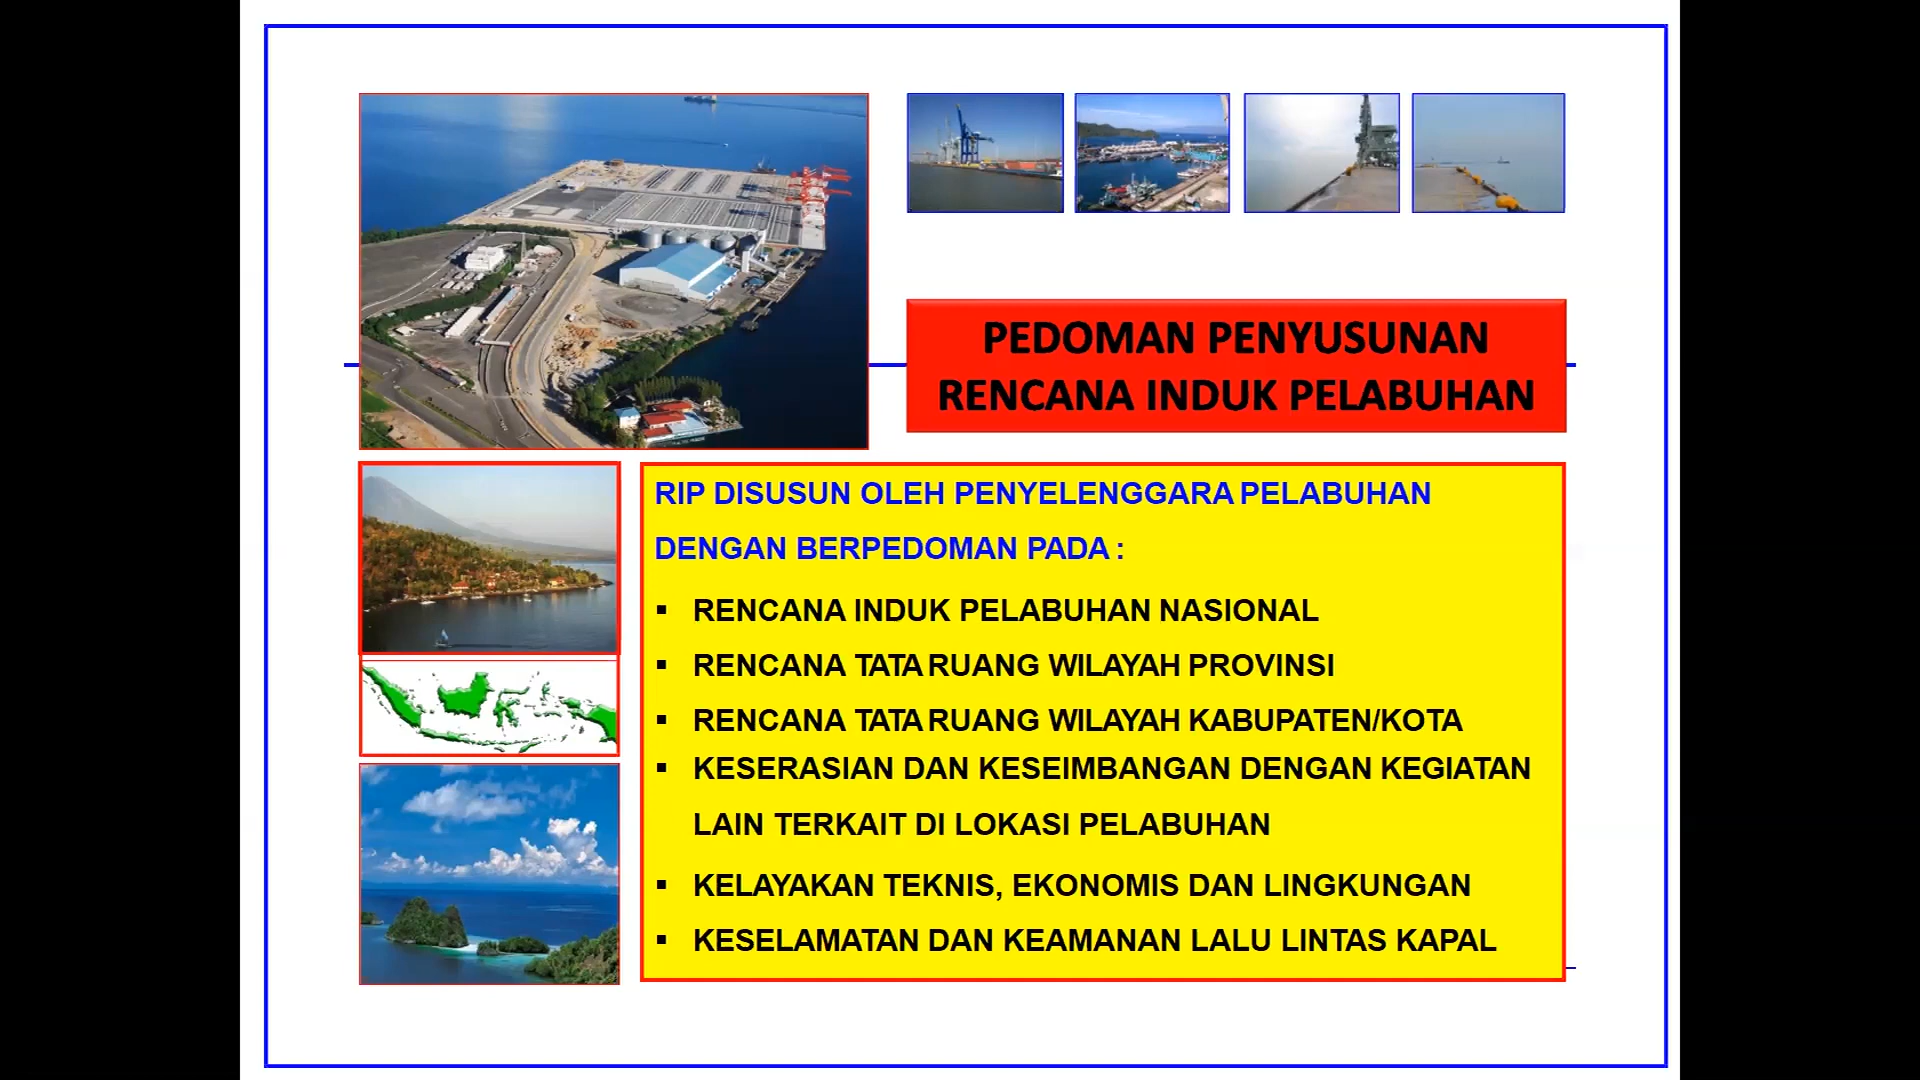 PEDOMAN PENYUSUNAN
RENCANA INDUK PELABUHAN
RIP DISUSUN OLEH PENYELENGGARA PELABUHAN
DENGAN BERPEDOMAN PADA :
▪ RENCANA INDUK PELABUHAN NASIONAL
▪ RENCANA TATA RUANG WILAYAH PROVINSI
▪ RENCANA TATA RUANG WILAYAH KABUPATEN/KOTA
▪ KESERASIAN DAN KESEIMBANGAN DENGAN KEGIATAN
LAIN TERKAIT DI LOKASI PELABUHAN
▪ KELAYAKAN TEKNIS, EKONOMIS DAN LINGKUNGAN
▪ KESELAMATAN DAN KEAMANAN LALU LINTAS KAPAL